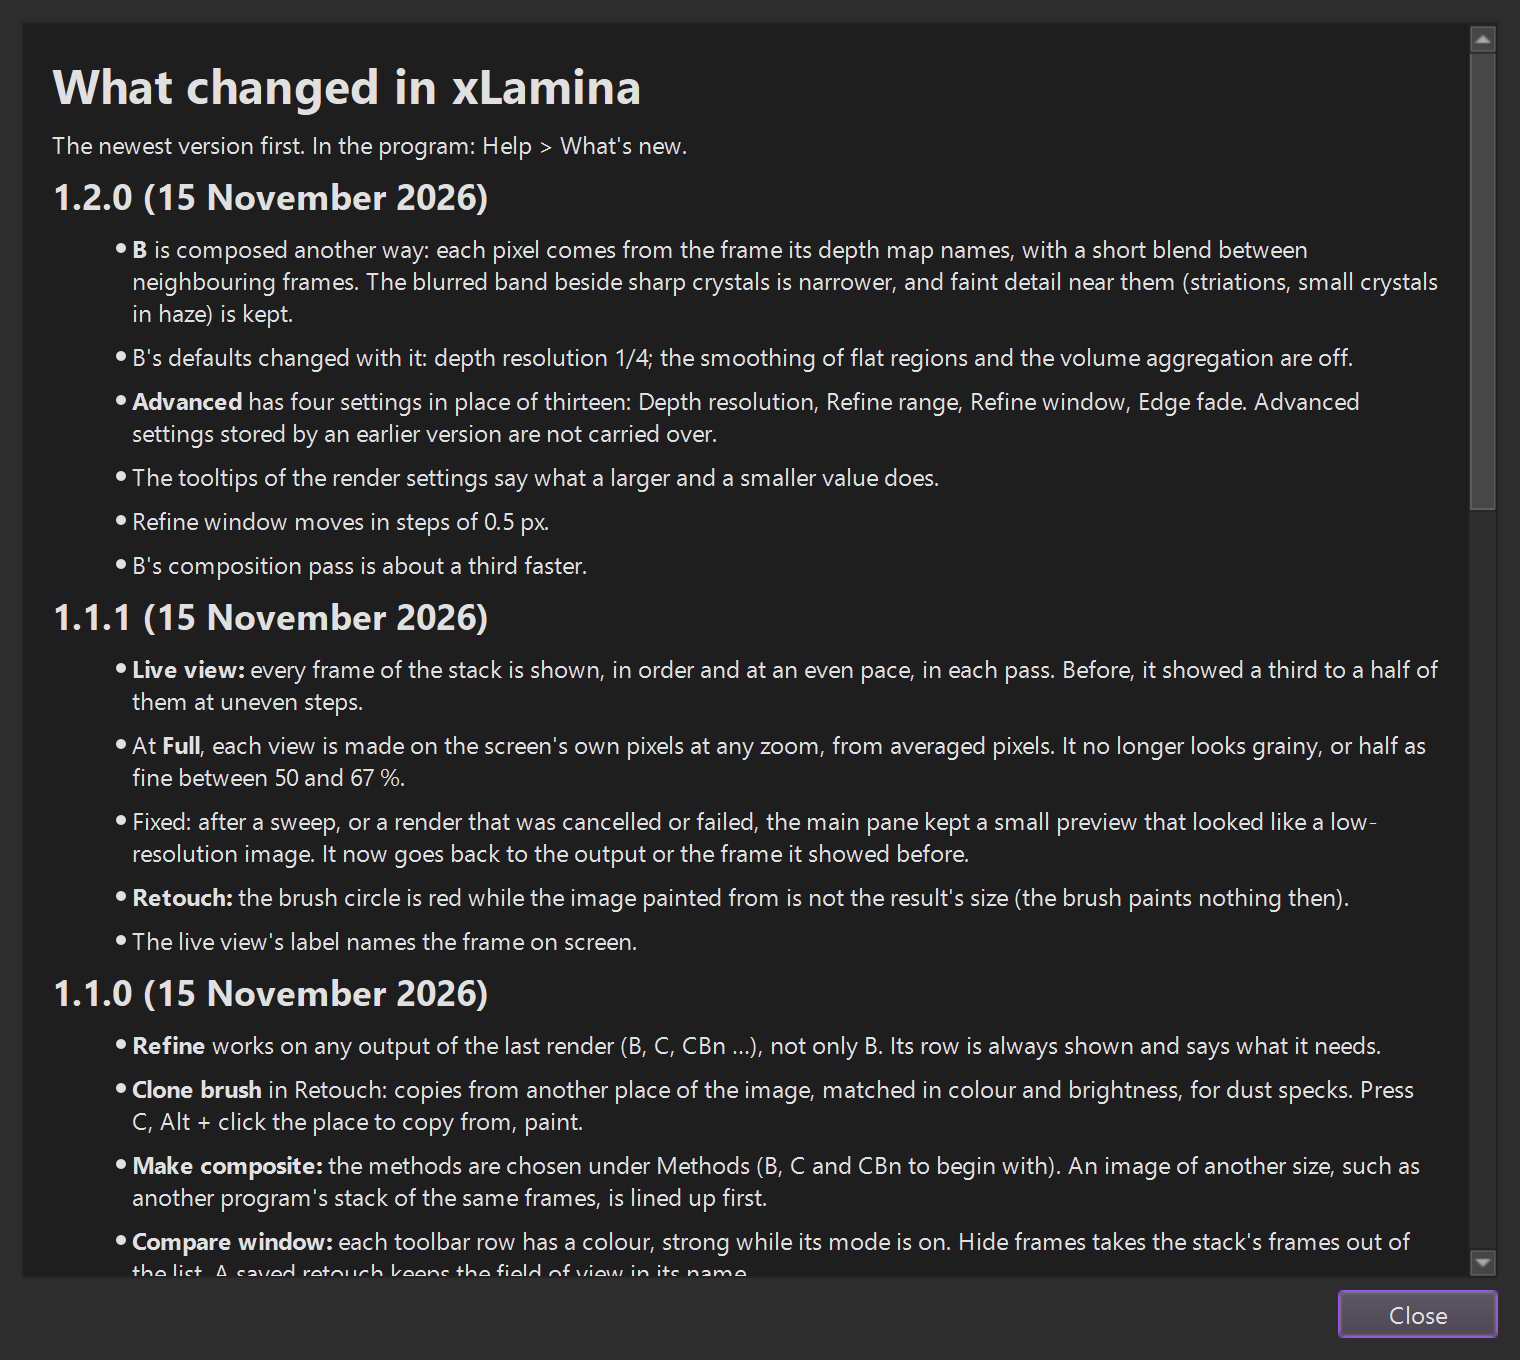 What changed in xLamina
The newest version first. In the program: Help > What's new.
1.2.0 (15 November 2026)
• B is composed another way: each pixel comes from the frame its depth map names, with a short blend between
neighbouring frames. The blurred band beside sharp crystals is narrower, and faint detail near them (striations, small crystals
in haze) is kept.
• B's defaults changed with it: depth resolution 1/4; the smoothing of flat regions and the volume aggregation are off.
• Advanced has four settings in place of thirteen: Depth resolution, Refine range, Refine window, Edge fade. Advanced
settings stored by an earlier version are not carried over.
• The tooltips of the render settings say what a larger and a smaller value does.
• Refine window moves in steps of 0.5 px.
• B's composition pass is about a third faster.
1.1.1 (15 November 2026)
• Live view: every frame of the stack is shown, in order and at an even pace, in each pass. Before, it showed a third to a half of
them at uneven steps.
• At Full, each view is made on the screen's own pixels at any zoom, from averaged pixels. It no longer looks grainy, or half as
fine between 50 and 67 %.
• Fixed: after a sweep, or a render that was cancelled or failed, the main pane kept a small preview that looked like a low-
resolution image. It now goes back to the output or the frame it showed before.
• Retouch: the brush circle is red while the image painted from is not the result's size (the brush paints nothing then).
• The live view's label names the frame on screen.
1.1.0 (15 November 2026)
• Refine works on any output of the last render (B, C, CBn ...), not only B. Its row is always shown and says what it needs.
• Clone brush in Retouch: copies from another place of the image, matched in colour and brightness, for dust specks. Press
C, Alt + click the place to copy from, paint.
• Make composite: the methods are chosen under Methods (B, C and CBn to begin with). An image of another size, such as
another program's stack of the same frames, is lined up first.
• Compare window: each toolbar row has a colour, strong while its mode is on. Hide frames takes the stack's frames out of
the list. A saved retouch keeps the field of view in its name.
Close